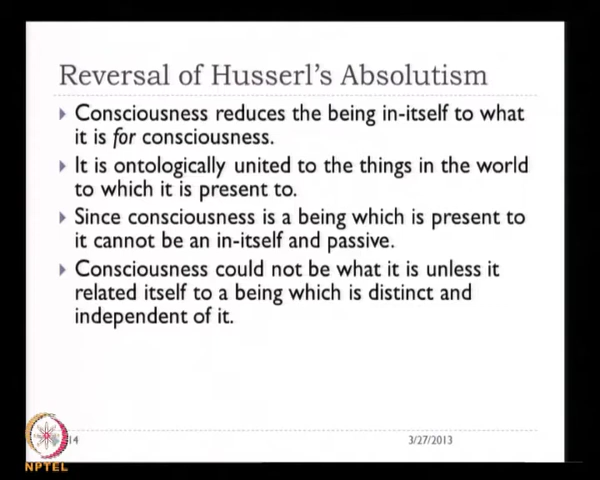 Reversal of Husserl's Absolutism
Consciousness reduces the being in-itself to what
it is for consciousness.
It is ontologically united to the things in the world
to which it is present to.
Since consciousness is a being which is present to
it cannot be an in-itself and passive.
Consciousness could not be what it is unless it
related itself to a being which is distinct and
independent of it.
14
3/27/2013
NPTEL